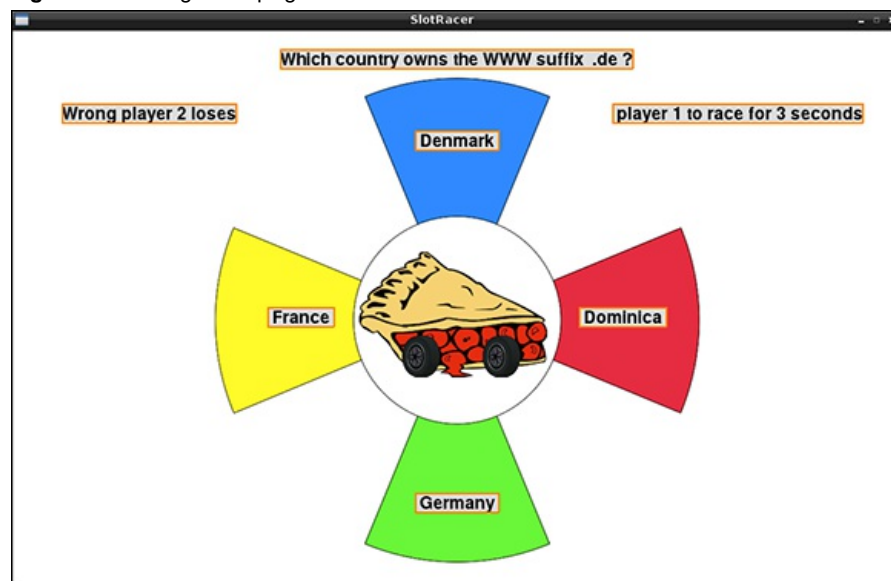 SlotRacer
Which country owns the WWW suffix .de ?
Wrong player 2 loses
player 1 to race for 3 seconds
Denmark
France
Dominica
Germany